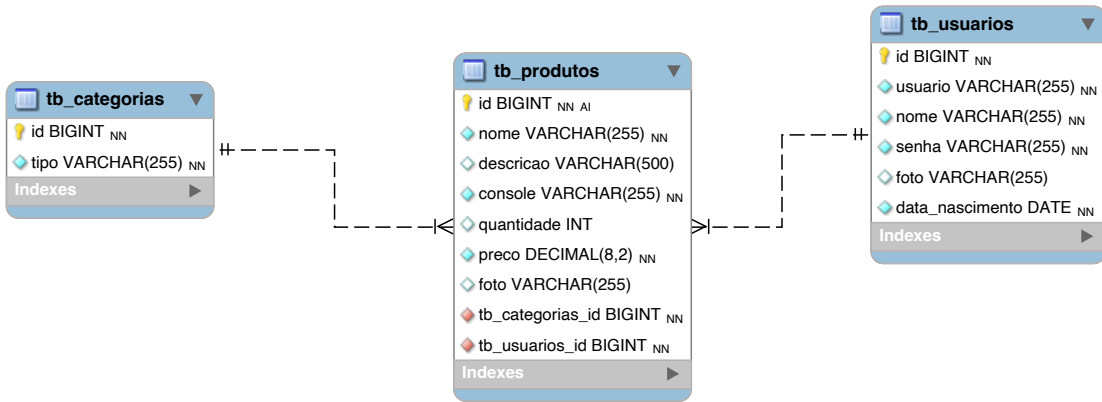 tb_categorias
id BIGINT NN
tipo VARCHAR(255) NN
Indexes
tb_produtos
id BIGINT NN AI
nome VARCHAR(255) NN
descricao VARCHAR(500)
console VARCHAR(255) NN
quantidade INT
preco DECIMAL(8,2) NN
foto VARCHAR(255)
tb_categorias_id BIGINT NN
tb_usuarios_id BIGINT NN
Indexes
tb_usuarios
id BIGINT NN
usuario VARCHAR(255) NN
nome VARCHAR(255) NN
senha VARCHAR(255) NN
foto VARCHAR(255)
data_nascimento DATE NN
Indexes